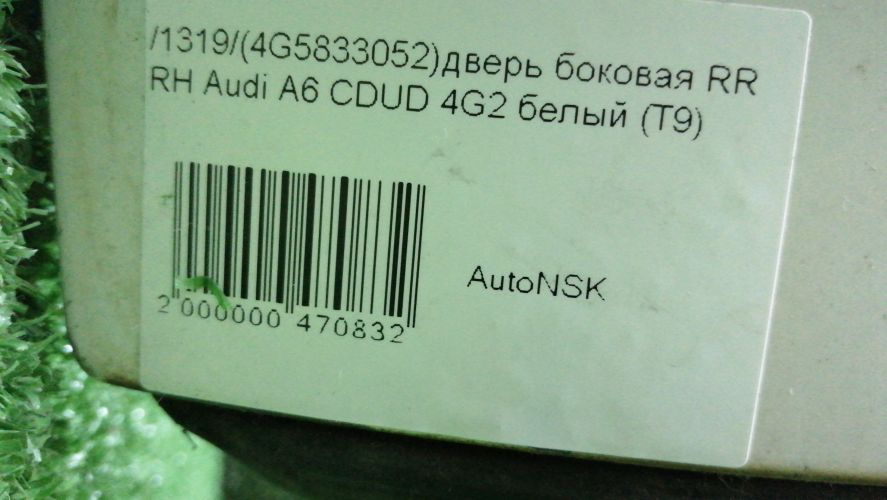 /1319/(4G5833052)дверь боковая RR
RH Audi A6 CDUD 4G2 белый (T9)
AutoNSK
2 000000 470832